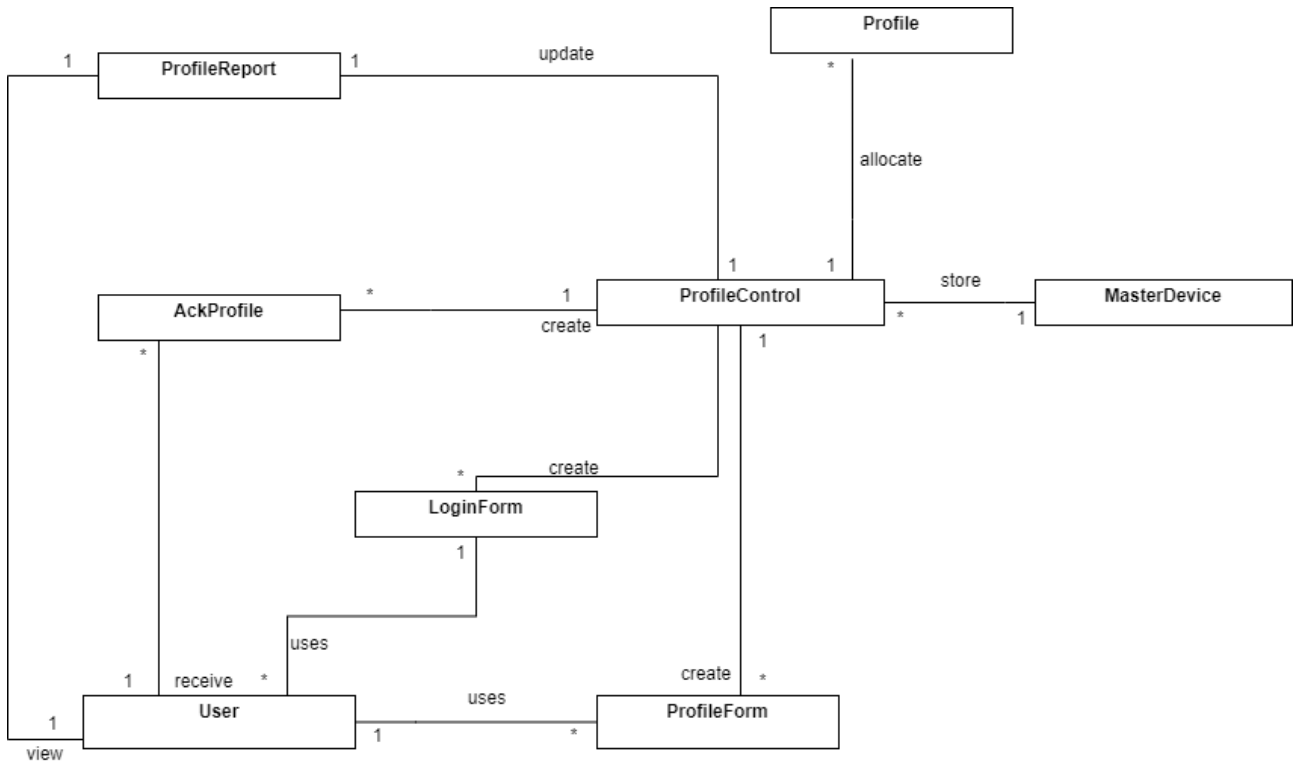 Profile
1
ProfileReport
1
update
*
allocate
1
1
store
AckProfile
*
1
ProfileControl
*
1
MasterDevice
create
1
*
*
create
LoginForm
1
uses
1
receive
*
create
*
User
uses
ProfileForm
1
1
*
view